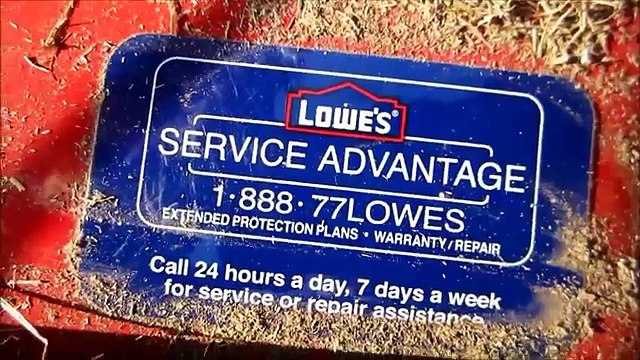 LOWE'S
SERVICE ADVANTAGE
1·888·77LOWES
EXTENDED PROTECTION PLANS • WARRANTY/REPAIR
Call 24 hours a day, 7 days a week
for service or repair assistance